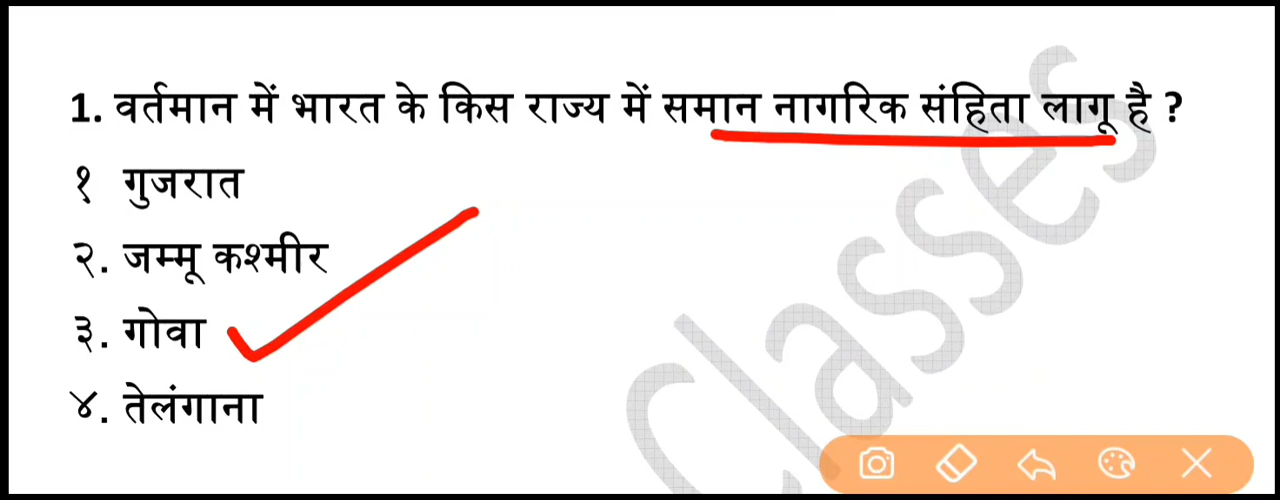 1. वर्तमान में भारत के किस राज्य में समान नागरिक संहिता लागू है ?
१ गुजरात
२. जम्मू कश्मीर
३. गोवा
४. तेलंगाना
Classes